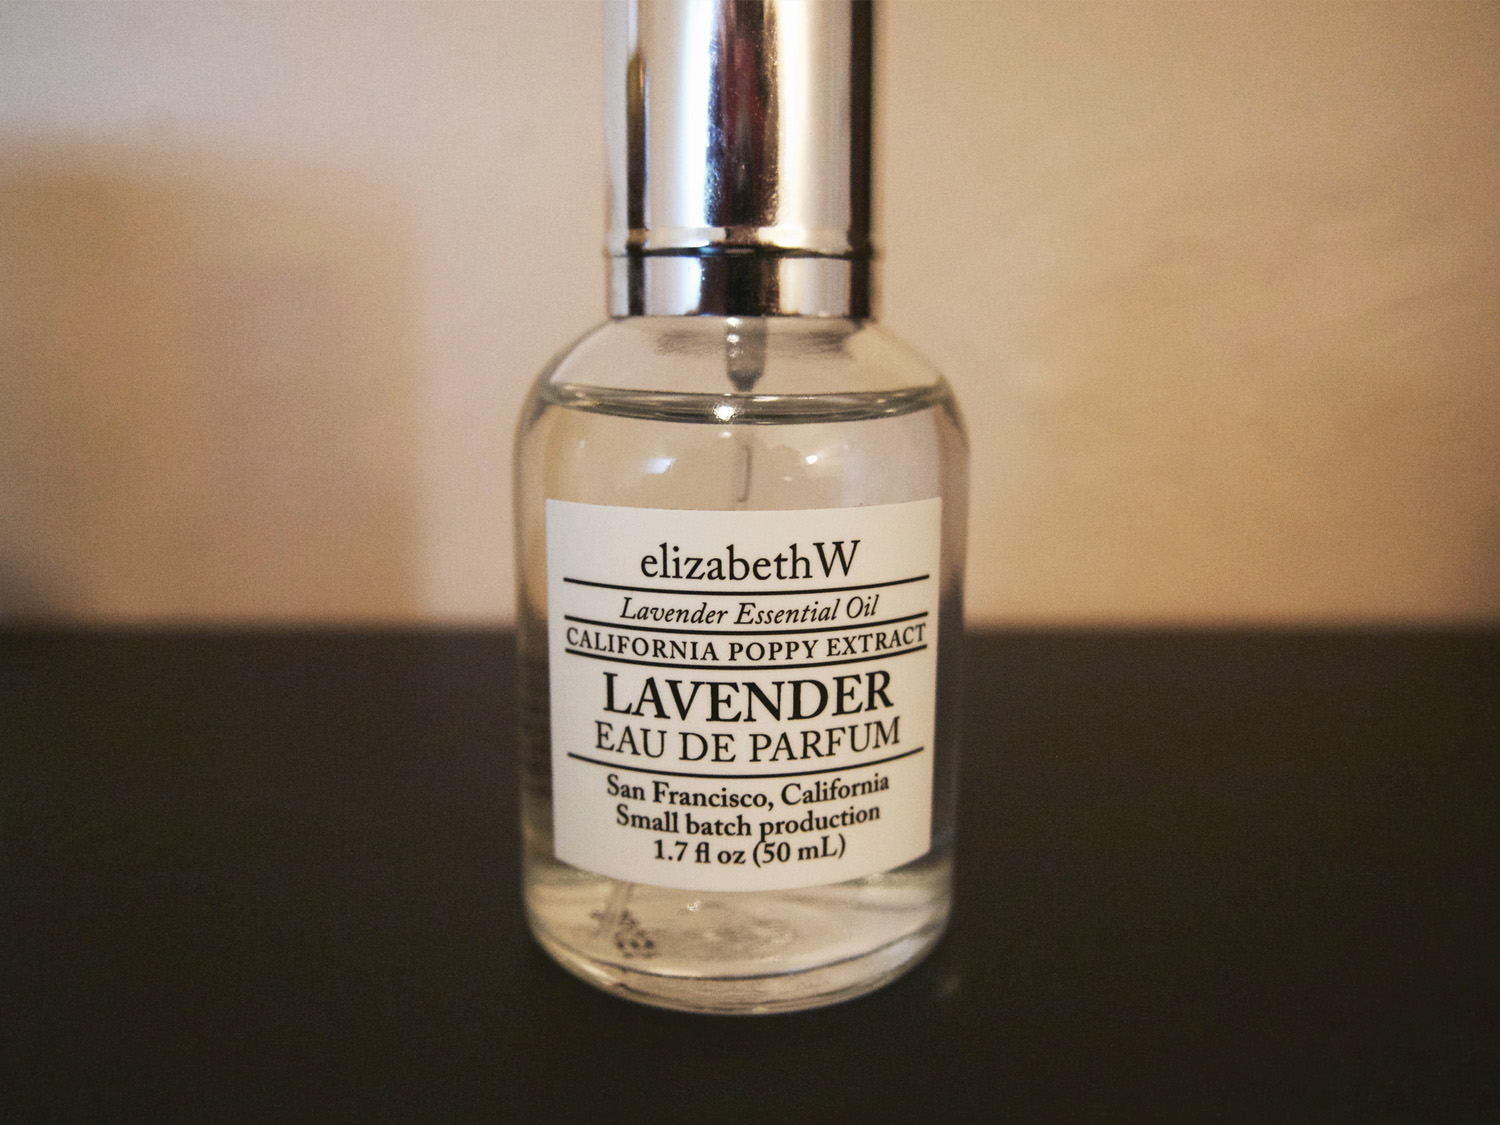 elizabethW
Lavender Essential Oil
CALIFORNIA POPPY EXTRACT
LAVENDER
EAU DE PARFUM
San Francisco, California
Small batch production
1.7 fl oz (50 mL)